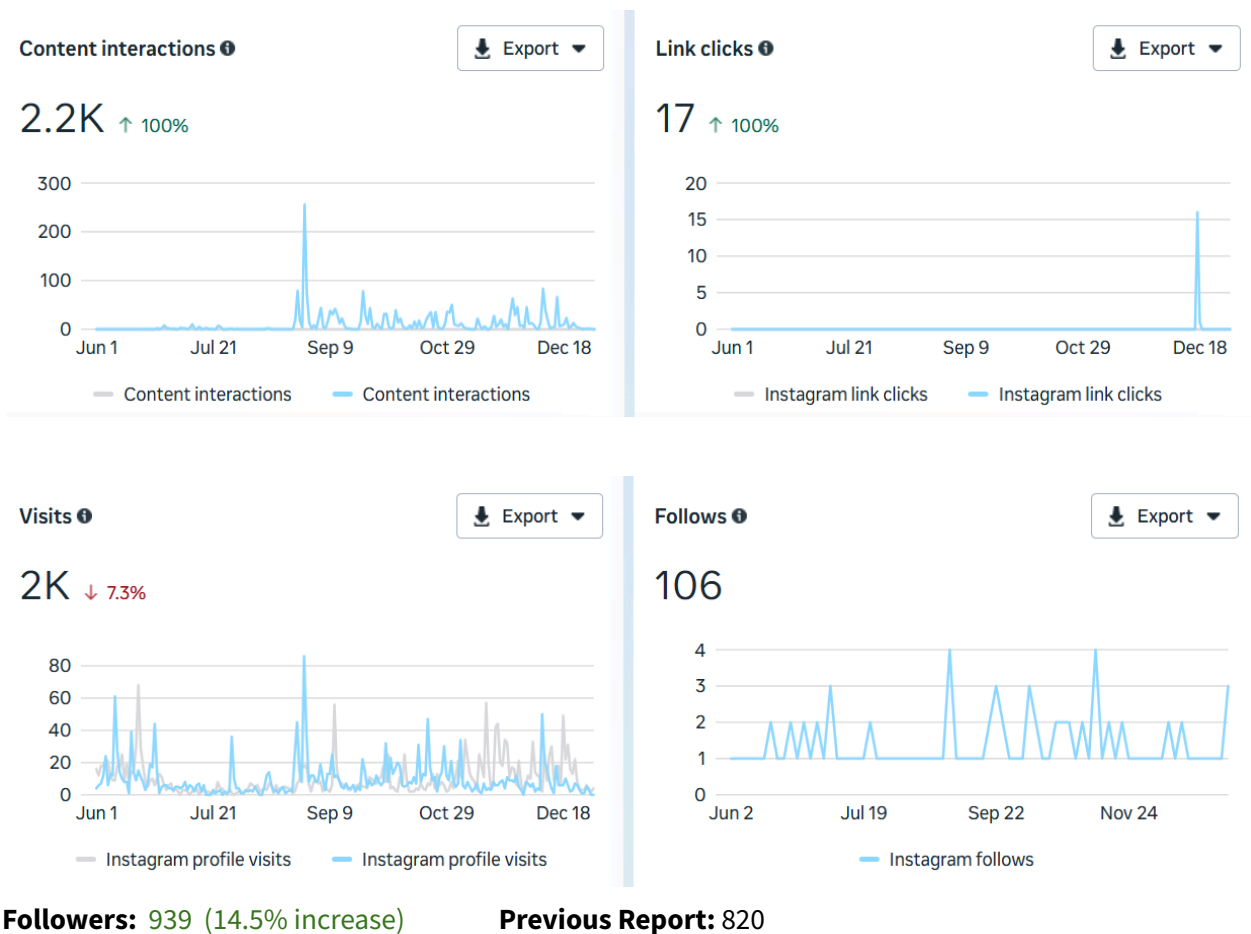 Content interactions
Export
2.2K ↑ 100%
300
200
100
0
Jun 1 Jul 21 Sep 9 Oct 29 Dec 18
Content interactions Content interactions
Link clicks
Export
17 ↑ 100%
20
15
10
5
0
Jun 1 Jul 21 Sep 9 Oct 29 Dec 18
Instagram link clicks Instagram link clicks
Visits
Export
2K ↓ 7.3%
80
60
40
20
0
Jun 1 Jul 21 Sep 9 Oct 29 Dec 18
Instagram profile visits Instagram profile visits
Follows
Export
106
4
3
2
1
0
Jun 2 Jul 19 Sep 22 Nov 24
Instagram follows
Followers: 939 (14.5% increase) Previous Report: 820